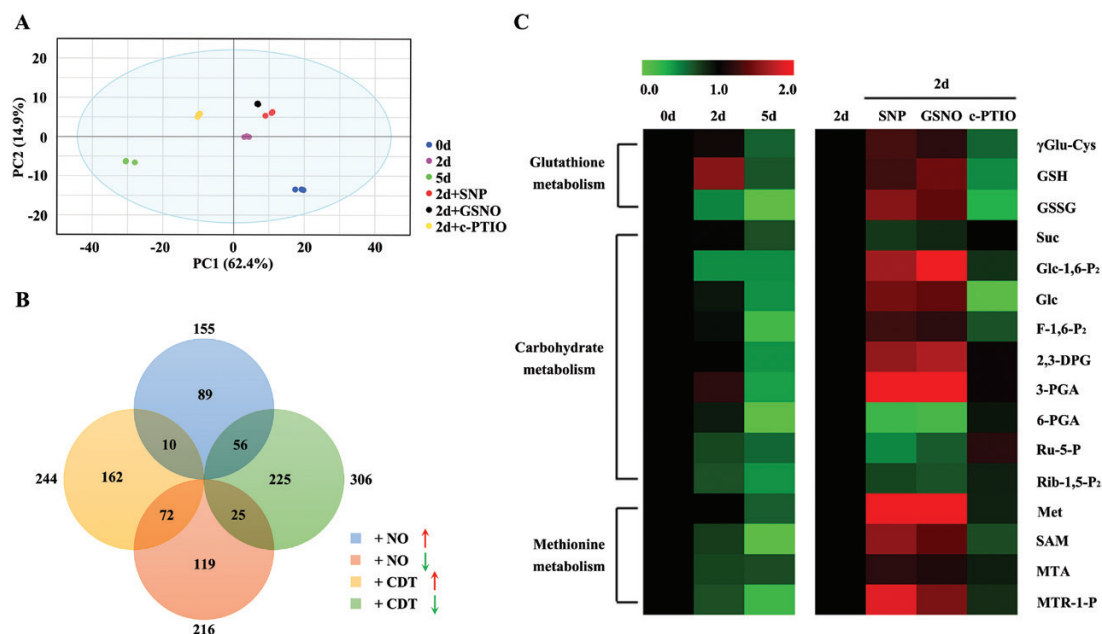 A
20
10
0
-10
-20
PC2 (14.9%)
-40
-20
0
20
40
PC1 (62.4%)
0d
2d
5d
2d+SNP
2d+GSNO
2d+c-PTIO
B
155
89
10
56
244
162
225
306
72
25
119
216
+ NO
+ NO
+ CDT
+ CDT
C
0.0
1.0
2.0
0d
2d
5d
2d
2d
SNP
GSNO
c-PTIO
Glutathione
metabolism
Carbohydrate
metabolism
Methionine
metabolism
γGlu-Cys
GSH
GSSG
Suc
Glc-1,6-P₂
Glc
F-1,6-P₂
2,3-DPG
3-PGA
6-PGA
Ru-5-P
Rib-1,5-P₂
Met
SAM
MTA
MTR-1-P